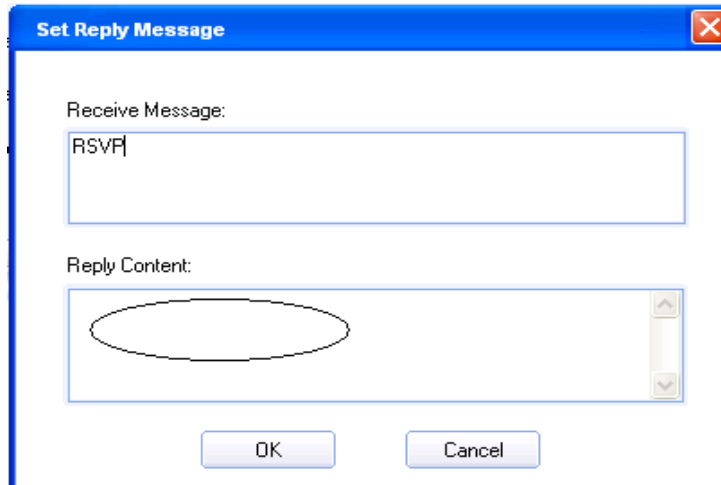 Set Reply Message
Receive Message:
RSVP
Reply Content:
OK
Cancel